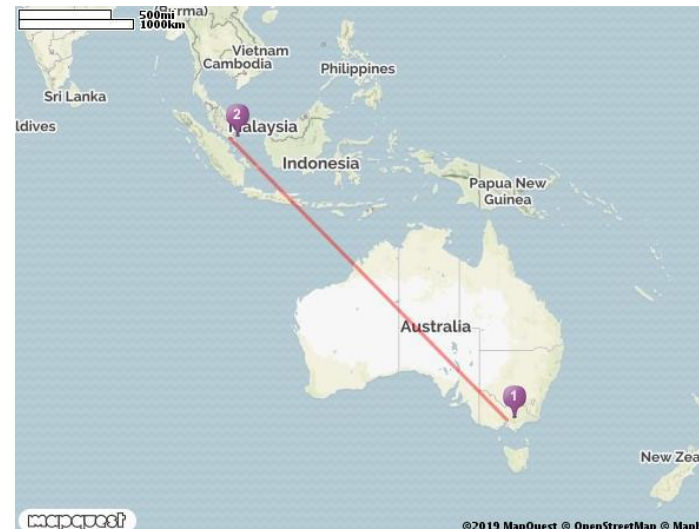 500mi
1000km
(Burma)
Vietnam
Cambodia
Philippines
Sri Lanka
ldives
2
Malaysia
Indonesia
Papua New
Guinea
Australia
1
New Zea
mapquest
©2019 MapQuest © OpenStreetMap © Map